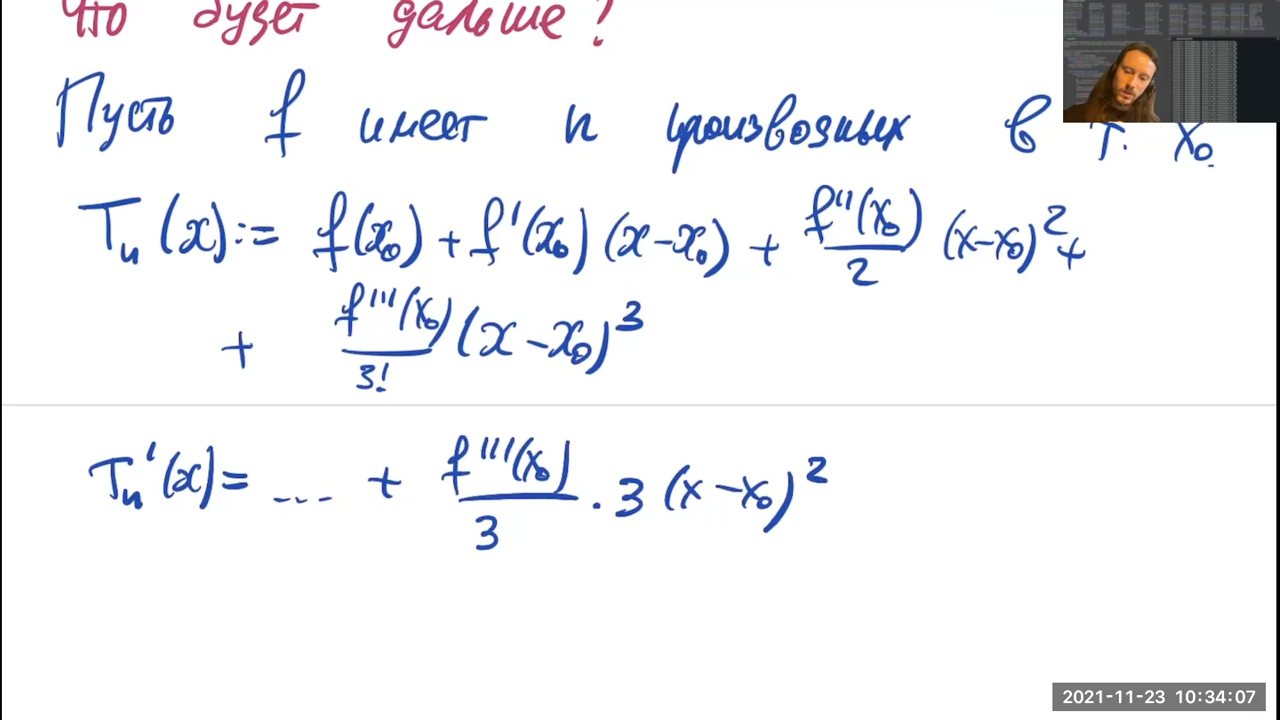 что будет дальше?
Пусть f имеет n производных в т. x₀.
Tₙ(x) := f(x₀) + f'(x₀)(x-x₀) + f''(x₀)/2 (x-x₀)² +
+ f'''(x₀)/3! (x-x₀)³
Tₙ'(x) = ... + f'''(x₀)/3 · 3(x-x₀)²
2021-11-23 10:34:07